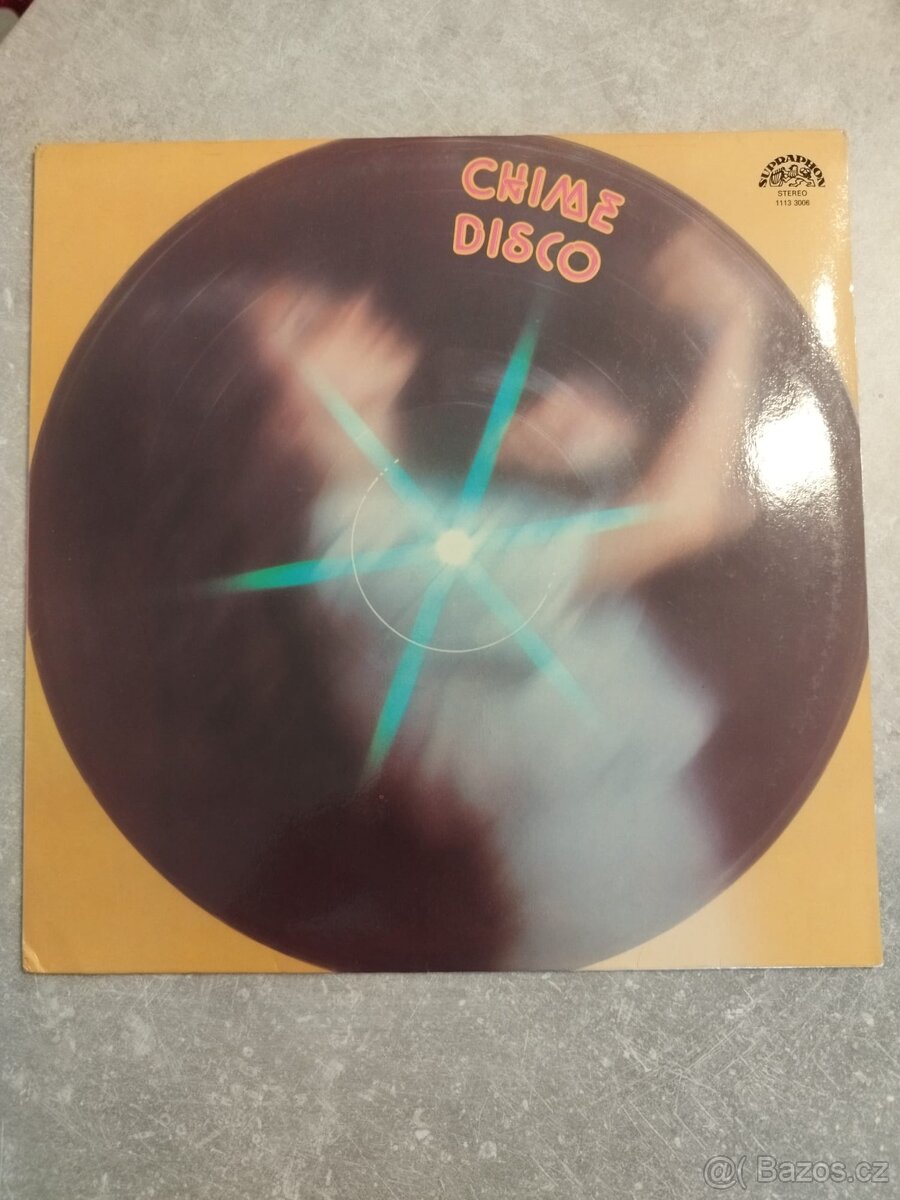 CHIME
DISCO
SUPRAPHON
STEREO
1113 3006
@( Bazos.cz